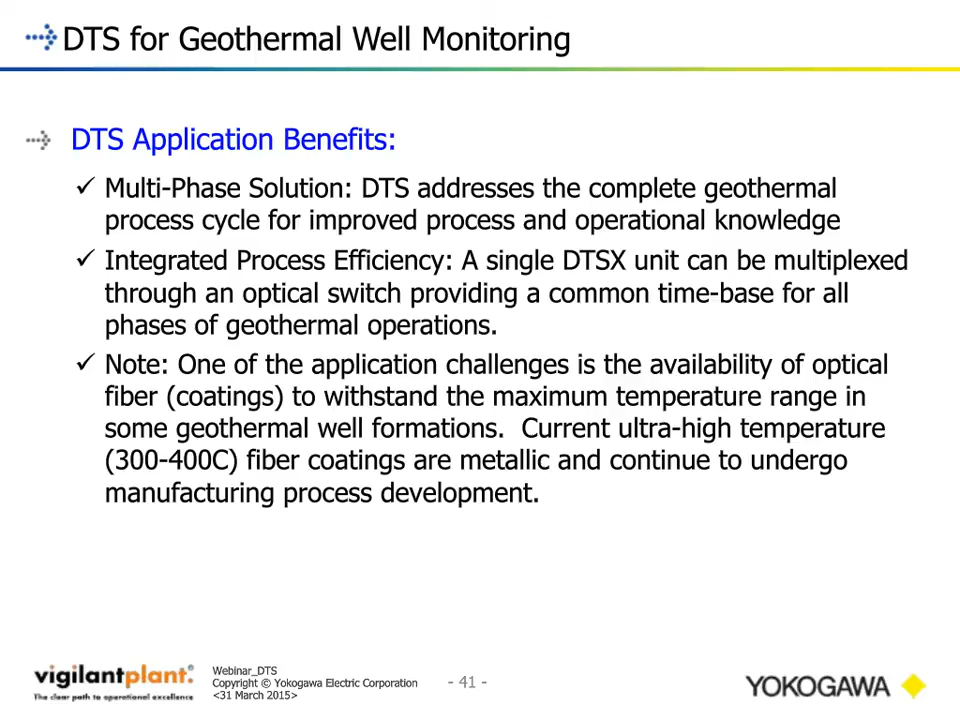 DTS for Geothermal Well Monitoring
DTS Application Benefits:
✓ Multi-Phase Solution: DTS addresses the complete geothermal
process cycle for improved process and operational knowledge
✓ Integrated Process Efficiency: A single DTSX unit can be multiplexed
through an optical switch providing a common time-base for all
phases of geothermal operations.
✓ Note: One of the application challenges is the availability of optical
fiber (coatings) to withstand the maximum temperature range in
some geothermal well formations.  Current ultra-high temperature
(300-400C) fiber coatings are metallic and continue to undergo
manufacturing process development.
vigilantplant.®
The clear path to operational excellence
Webinar_DTS
Copyright © Yokogawa Electric Corporation
<31 March 2015>
- 41 -
YOKOGAWA